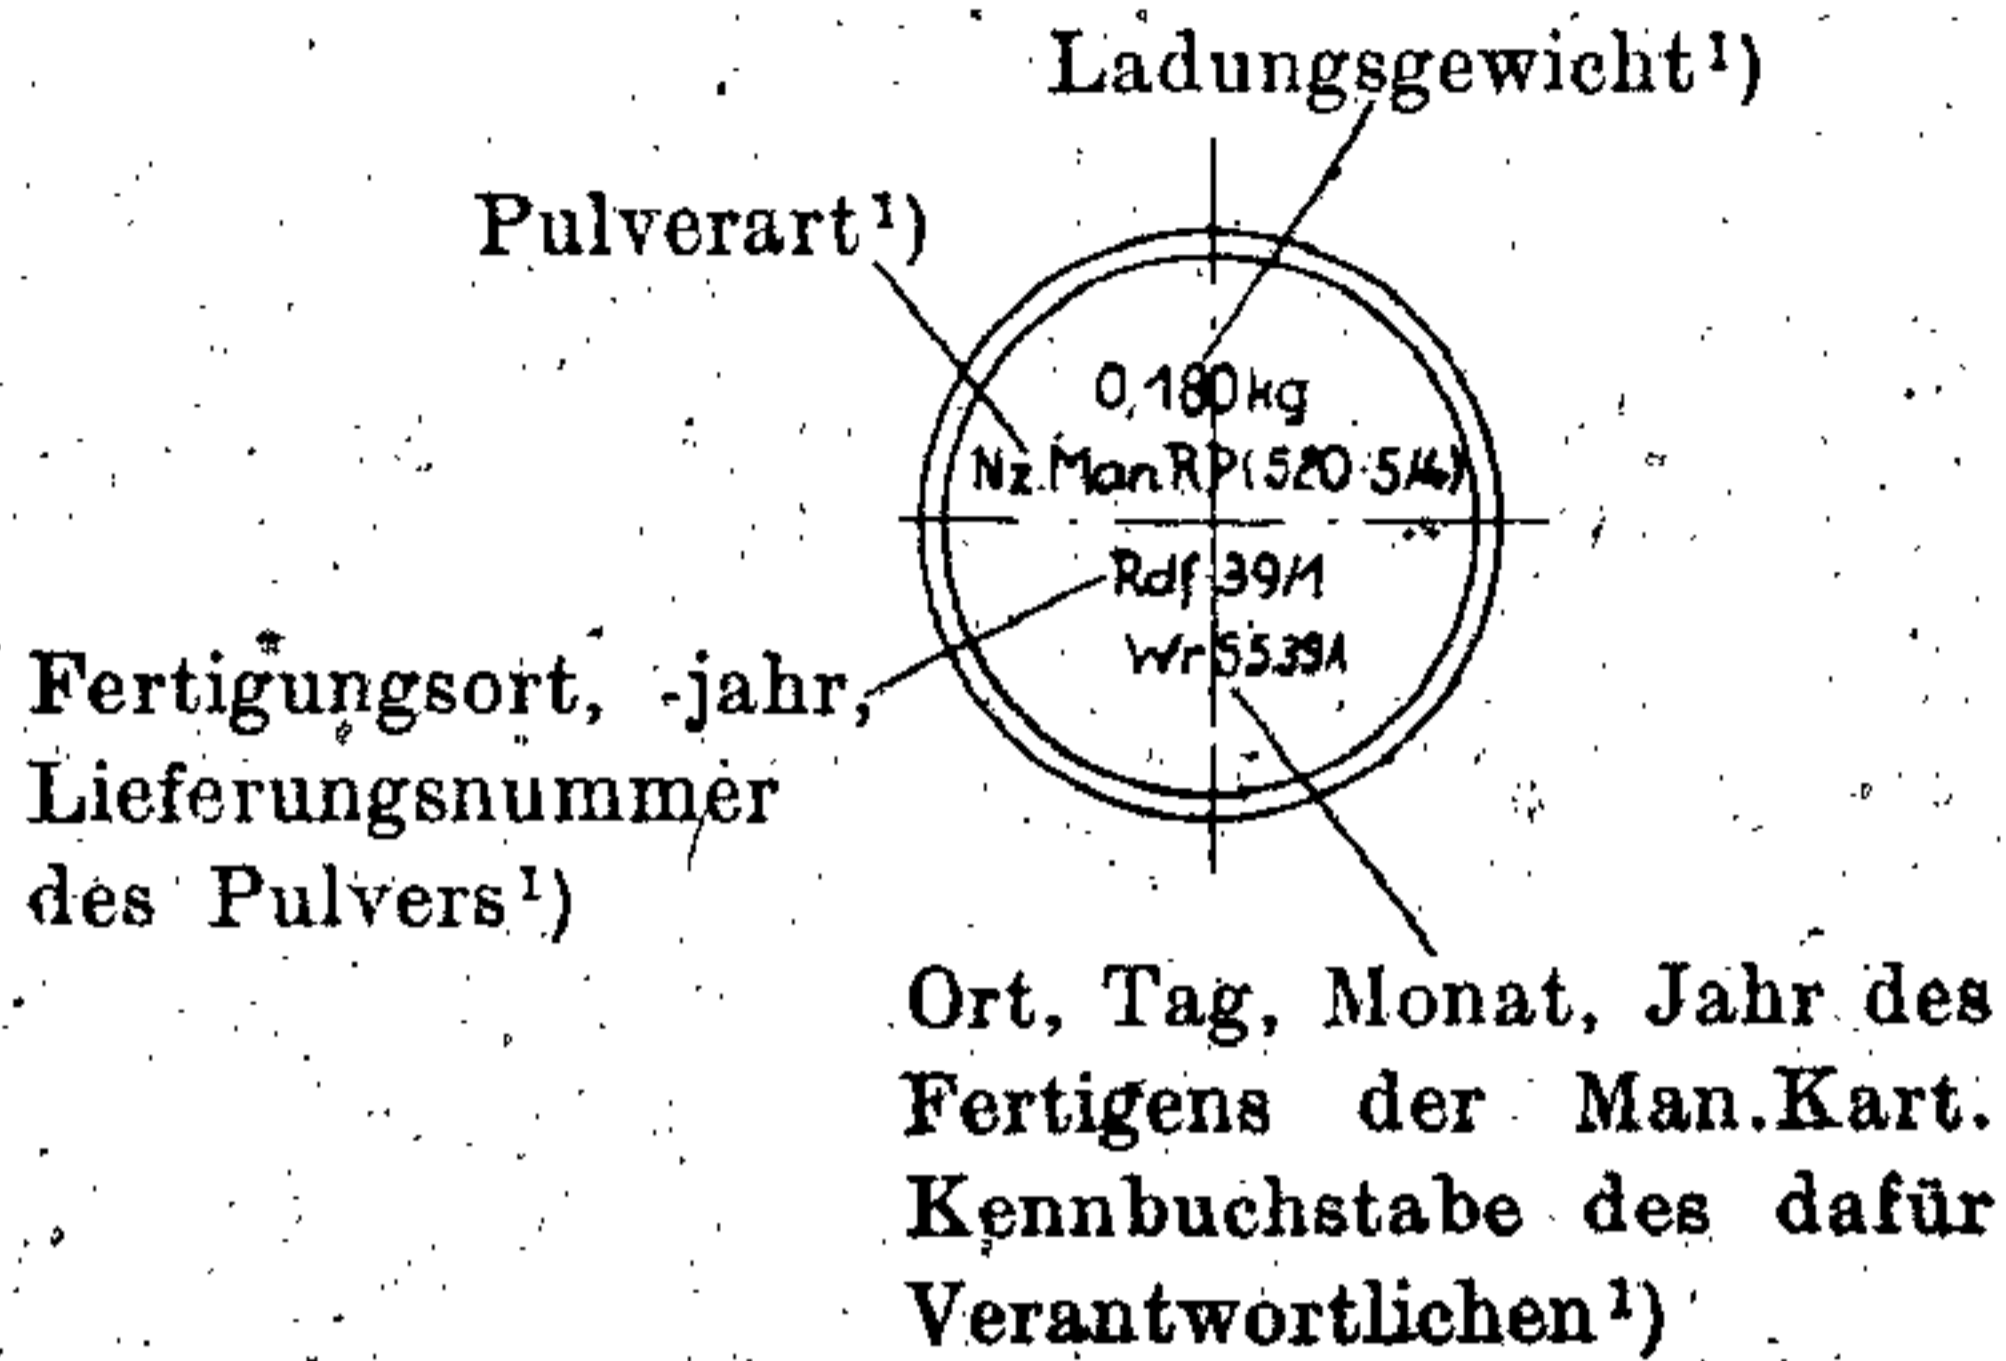 Ladungsgewicht¹)
Pulverart¹)
0,180 kg
Nz.Man.RP(520·5/4)
Rdf 39/1
Wr 5.5.39 A
Fertigungsort, -jahr,
Lieferungsnummer
des Pulvers¹)
Ort, Tag, Monat, Jahr des
Fertigens der Man.Kart.
Kennbuchstabe des dafür
Verantwortlichen¹)